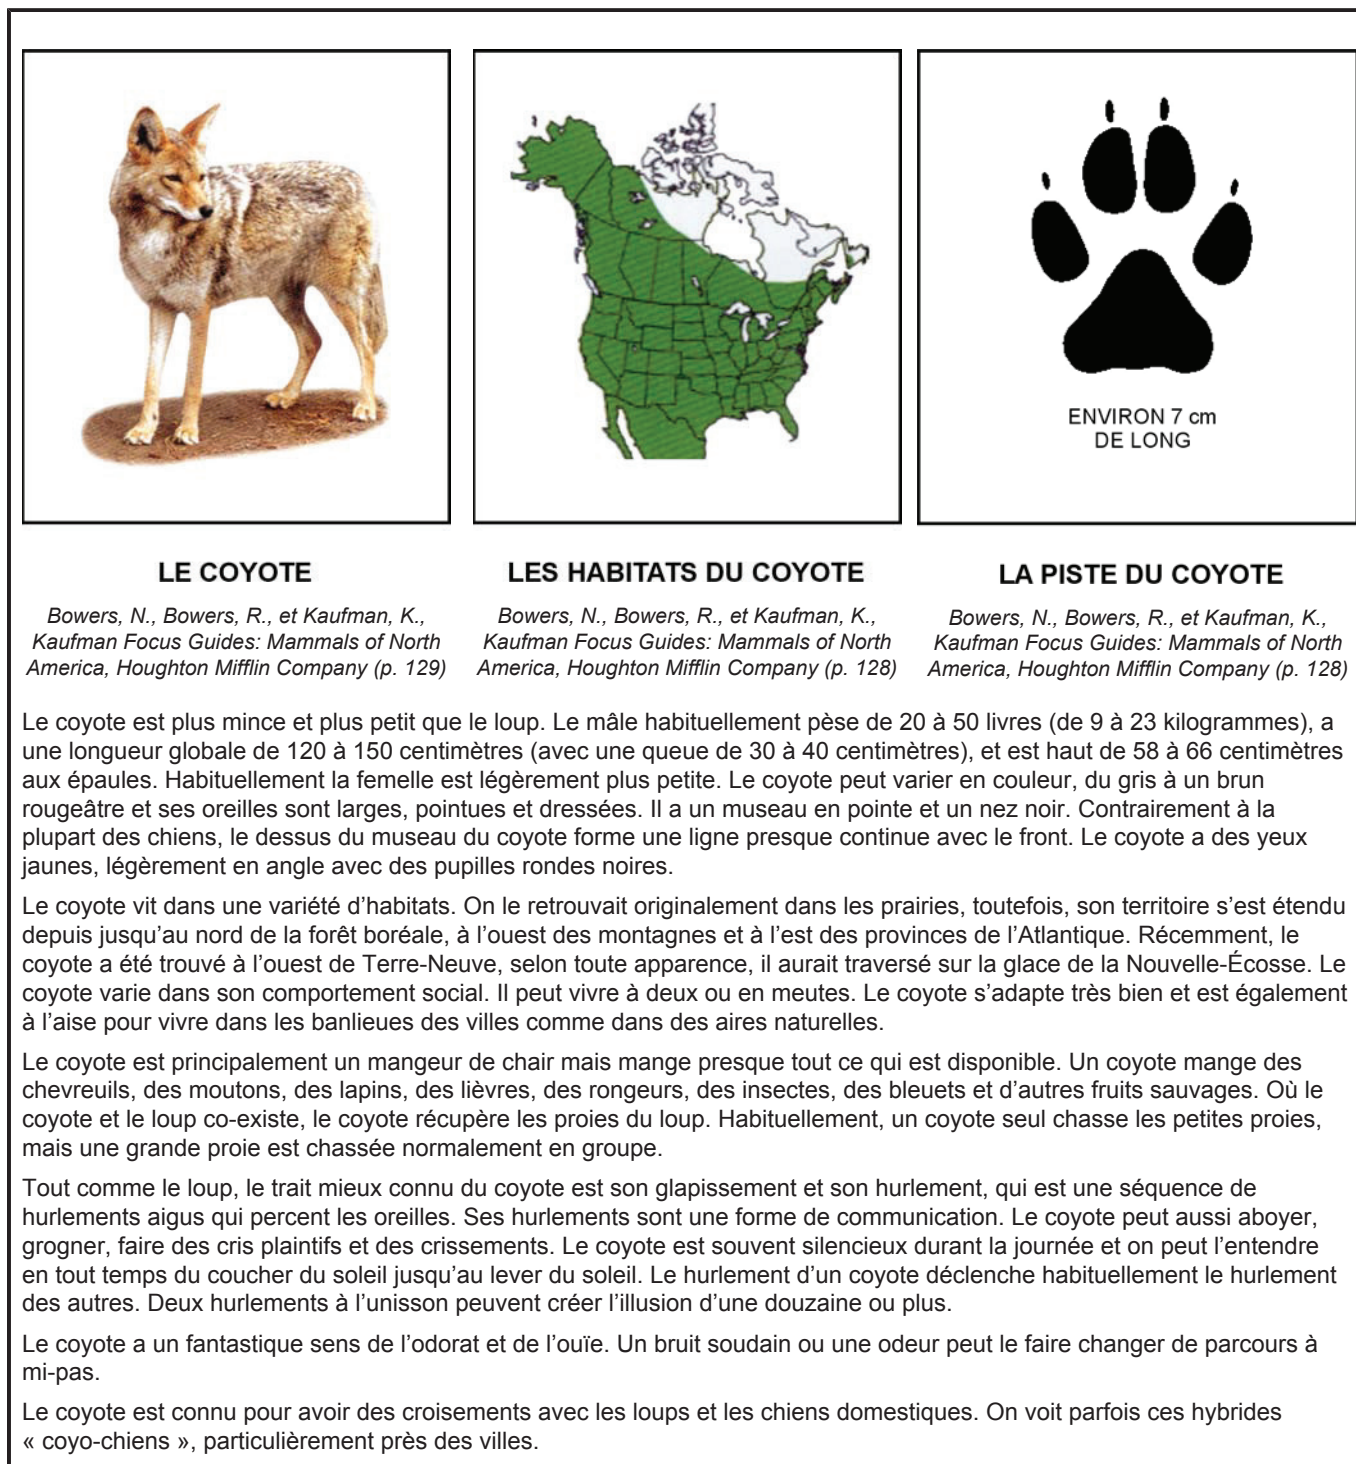 ENVIRON 7 cm
DE LONG
LE COYOTE
Bowers, N., Bowers, R., et Kaufman, K.,
Kaufman Focus Guides: Mammals of North
America, Houghton Mifflin Company (p. 129)
LES HABITATS DU COYOTE
Bowers, N., Bowers, R., et Kaufman, K.,
Kaufman Focus Guides: Mammals of North
America, Houghton Mifflin Company (p. 128)
LA PISTE DU COYOTE
Bowers, N., Bowers, R., et Kaufman, K.,
Kaufman Focus Guides: Mammals of North
America, Houghton Mifflin Company (p. 128)
Le coyote est plus mince et plus petit que le loup. Le mâle habituellement pèse de 20 à 50 livres (de 9 à 23 kilogrammes), a
une longueur globale de 120 à 150 centimètres (avec une queue de 30 à 40 centimètres), et est haut de 58 à 66 centimètres
aux épaules. Habituellement la femelle est légèrement plus petite. Le coyote peut varier en couleur, du gris à un brun
rougeâtre et ses oreilles sont larges, pointues et dressées. Il a un museau en pointe et un nez noir. Contrairement à la
plupart des chiens, le dessus du museau du coyote forme une ligne presque continue avec le front. Le coyote a des yeux
jaunes, légèrement en angle avec des pupilles rondes noires.
Le coyote vit dans une variété d'habitats. On le retrouvait originalement dans les prairies, toutefois, son territoire s'est étendu
depuis jusqu'au nord de la forêt boréale, à l'ouest des montagnes et à l'est des provinces de l'Atlantique. Récemment, le
coyote a été trouvé à l'ouest de Terre-Neuve, selon toute apparence, il aurait traversé sur la glace de la Nouvelle-Écosse. Le
coyote varie dans son comportement social. Il peut vivre à deux ou en meutes. Le coyote s'adapte très bien et est également
à l'aise pour vivre dans les banlieues des villes comme dans des aires naturelles.
Le coyote est principalement un mangeur de chair mais mange presque tout ce qui est disponible. Un coyote mange des
chevreuils, des moutons, des lapins, des lièvres, des rongeurs, des insectes, des bleuets et d'autres fruits sauvages. Où le
coyote et le loup co-existe, le coyote récupère les proies du loup. Habituellement, un coyote seul chasse les petites proies,
mais une grande proie est chassée normalement en groupe.
Tout comme le loup, le trait mieux connu du coyote est son glapissement et son hurlement, qui est une séquence de
hurlements aigus qui percent les oreilles. Ses hurlements sont une forme de communication. Le coyote peut aussi aboyer,
grogner, faire des cris plaintifs et des crissements. Le coyote est souvent silencieux durant la journée et on peut l'entendre
en tout temps du coucher du soleil jusqu'au lever du soleil. Le hurlement d'un coyote déclenche habituellement le hurlement
des autres. Deux hurlements à l'unisson peuvent créer l'illusion d'une douzaine ou plus.
Le coyote a un fantastique sens de l'odorat et de l'ouïe. Un bruit soudain ou une odeur peut le faire changer de parcours à
mi-pas.
Le coyote est connu pour avoir des croisements avec les loups et les chiens domestiques. On voit parfois ces hybrides
« coyo-chiens », particulièrement près des villes.